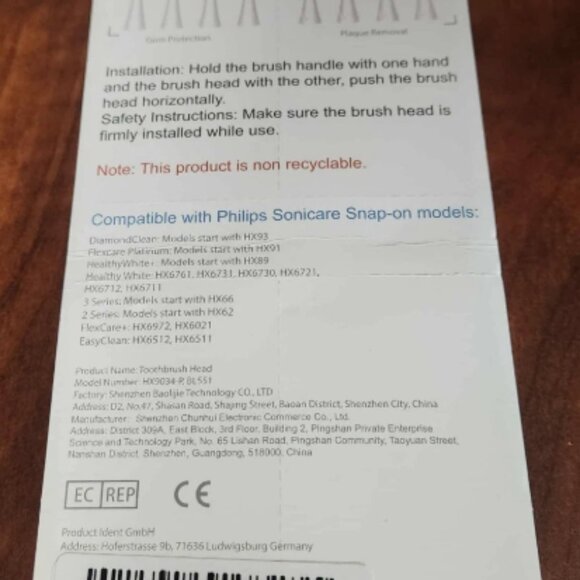 Gum Protection
Plaque Removal
Installation: Hold the brush handle with one hand
and the brush head with the other, push the brush
head horizontally.
Safety Instructions: Make sure the brush head is
firmly installed while use.
Note: This product is non recyclable.
Compatible with Philips Sonicare Snap-on models:
DiamondClean: Models start with HX93
Flexcare Platinum: Models start with HX91
HealthyWhite+: Models start with HX89
Healthy White: HX6761, HX6731, HX6730, HX6721,
HX6712, HX6711
3 Series: Models start with HX66
2 Series: Models start with HX62
FlexCare+: HX6972, HX6021
EasyClean: HX6512, HX6511
Product Name: Toothbrush Head
Model Number: HX9034-P, BL551
Factory: Shenzhen Baolijie Technology CO., LTD
Address: D2, No.47, Shasan Road, Shajing Street, Baoan District, Shenzhen City, China
Manufacturer: Shenzhen Chunhui Electronic Commerce Co., Ltd.
Address: District 309A, East Block, 3rd Floor, Building 2, Pingshan Private Enterprise
Science and Technology Park, No. 65 Lishan Road, Pingshan Community, Taoyuan Street,
Nanshan District, Shenzhen, Guangdong, 518000, China
EC REP CE
Product Ident GmbH
Address: Hoferstrasse 9b, 71636 Ludwigsburg Germany